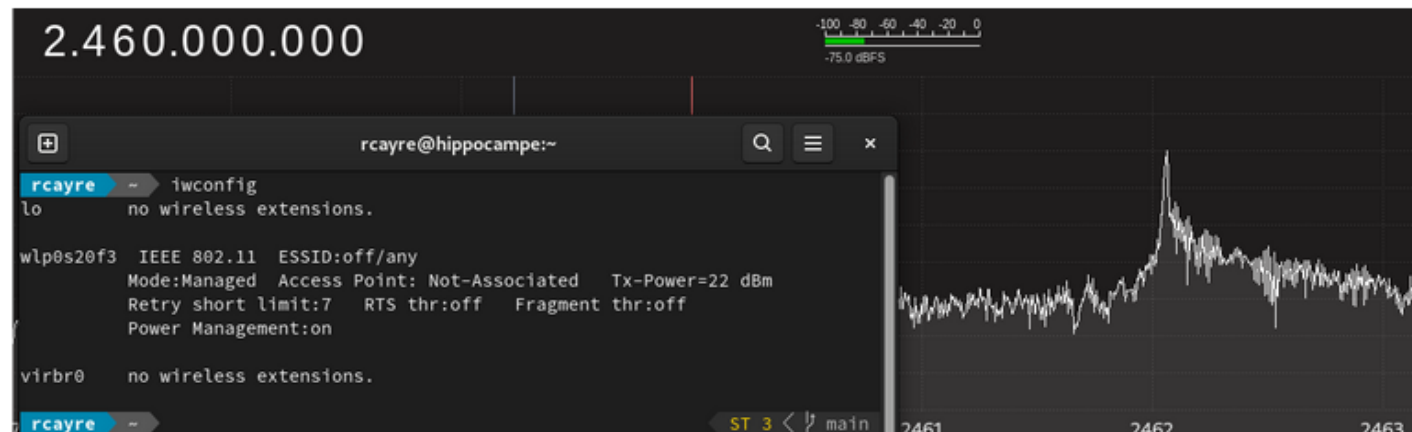 2.460.000.000
-100 -80 -60 -40 -20 0
-75.0 dBFS
rcayre@hippocampe:~
rcayre ~ iwconfig
lo no wireless extensions.
wlp0s20f3 IEEE 802.11 ESSID:off/any
Mode:Managed Access Point: Not-Associated Tx-Power=22 dBm
Retry short limit:7 RTS thr:off Fragment thr:off
Power Management:on
virbr0 no wireless extensions.
rcayre ~ ST 3 main
2461 2462 2463